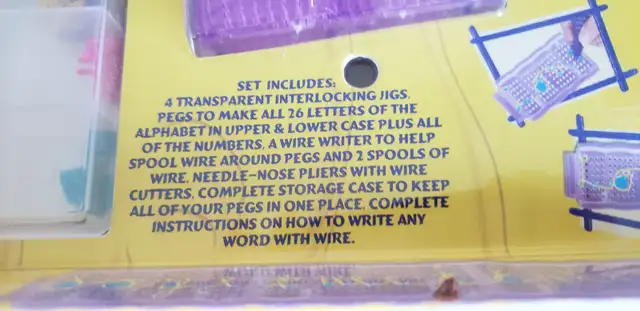 SET INCLUDES:
4 TRANSPARENT INTERLOCKING JIGS,
PEGS TO MAKE ALL 26 LETTERS OF THE
ALPHABET IN UPPER & LOWER CASE PLUS ALL
OF THE NUMBERS, A WIRE WRITER TO HELP
SPOOL WIRE AROUND PEGS AND 2 SPOOLS OF
WIRE, NEEDLE-NOSE PLIERS WITH WIRE
CUTTERS, COMPLETE STORAGE CASE TO KEEP
ALL OF YOUR PEGS IN ONE PLACE, COMPLETE
INSTRUCTIONS ON HOW TO WRITE ANY
WORD WITH WIRE.